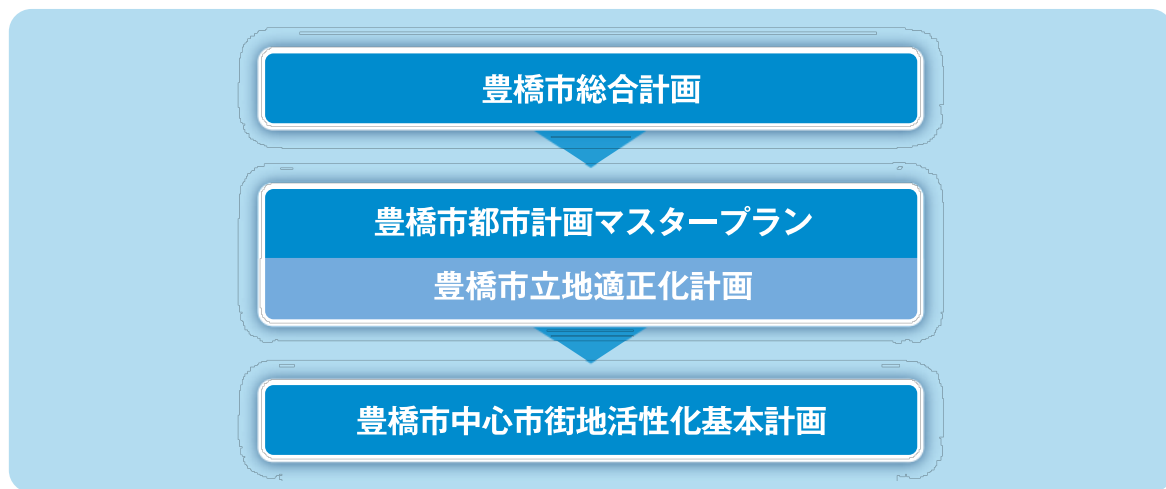 豊橋市総合計画
豊橋市都市計画マスタープラン
豊橋市立地適正化計画
豊橋市中心市街地活性化基本計画